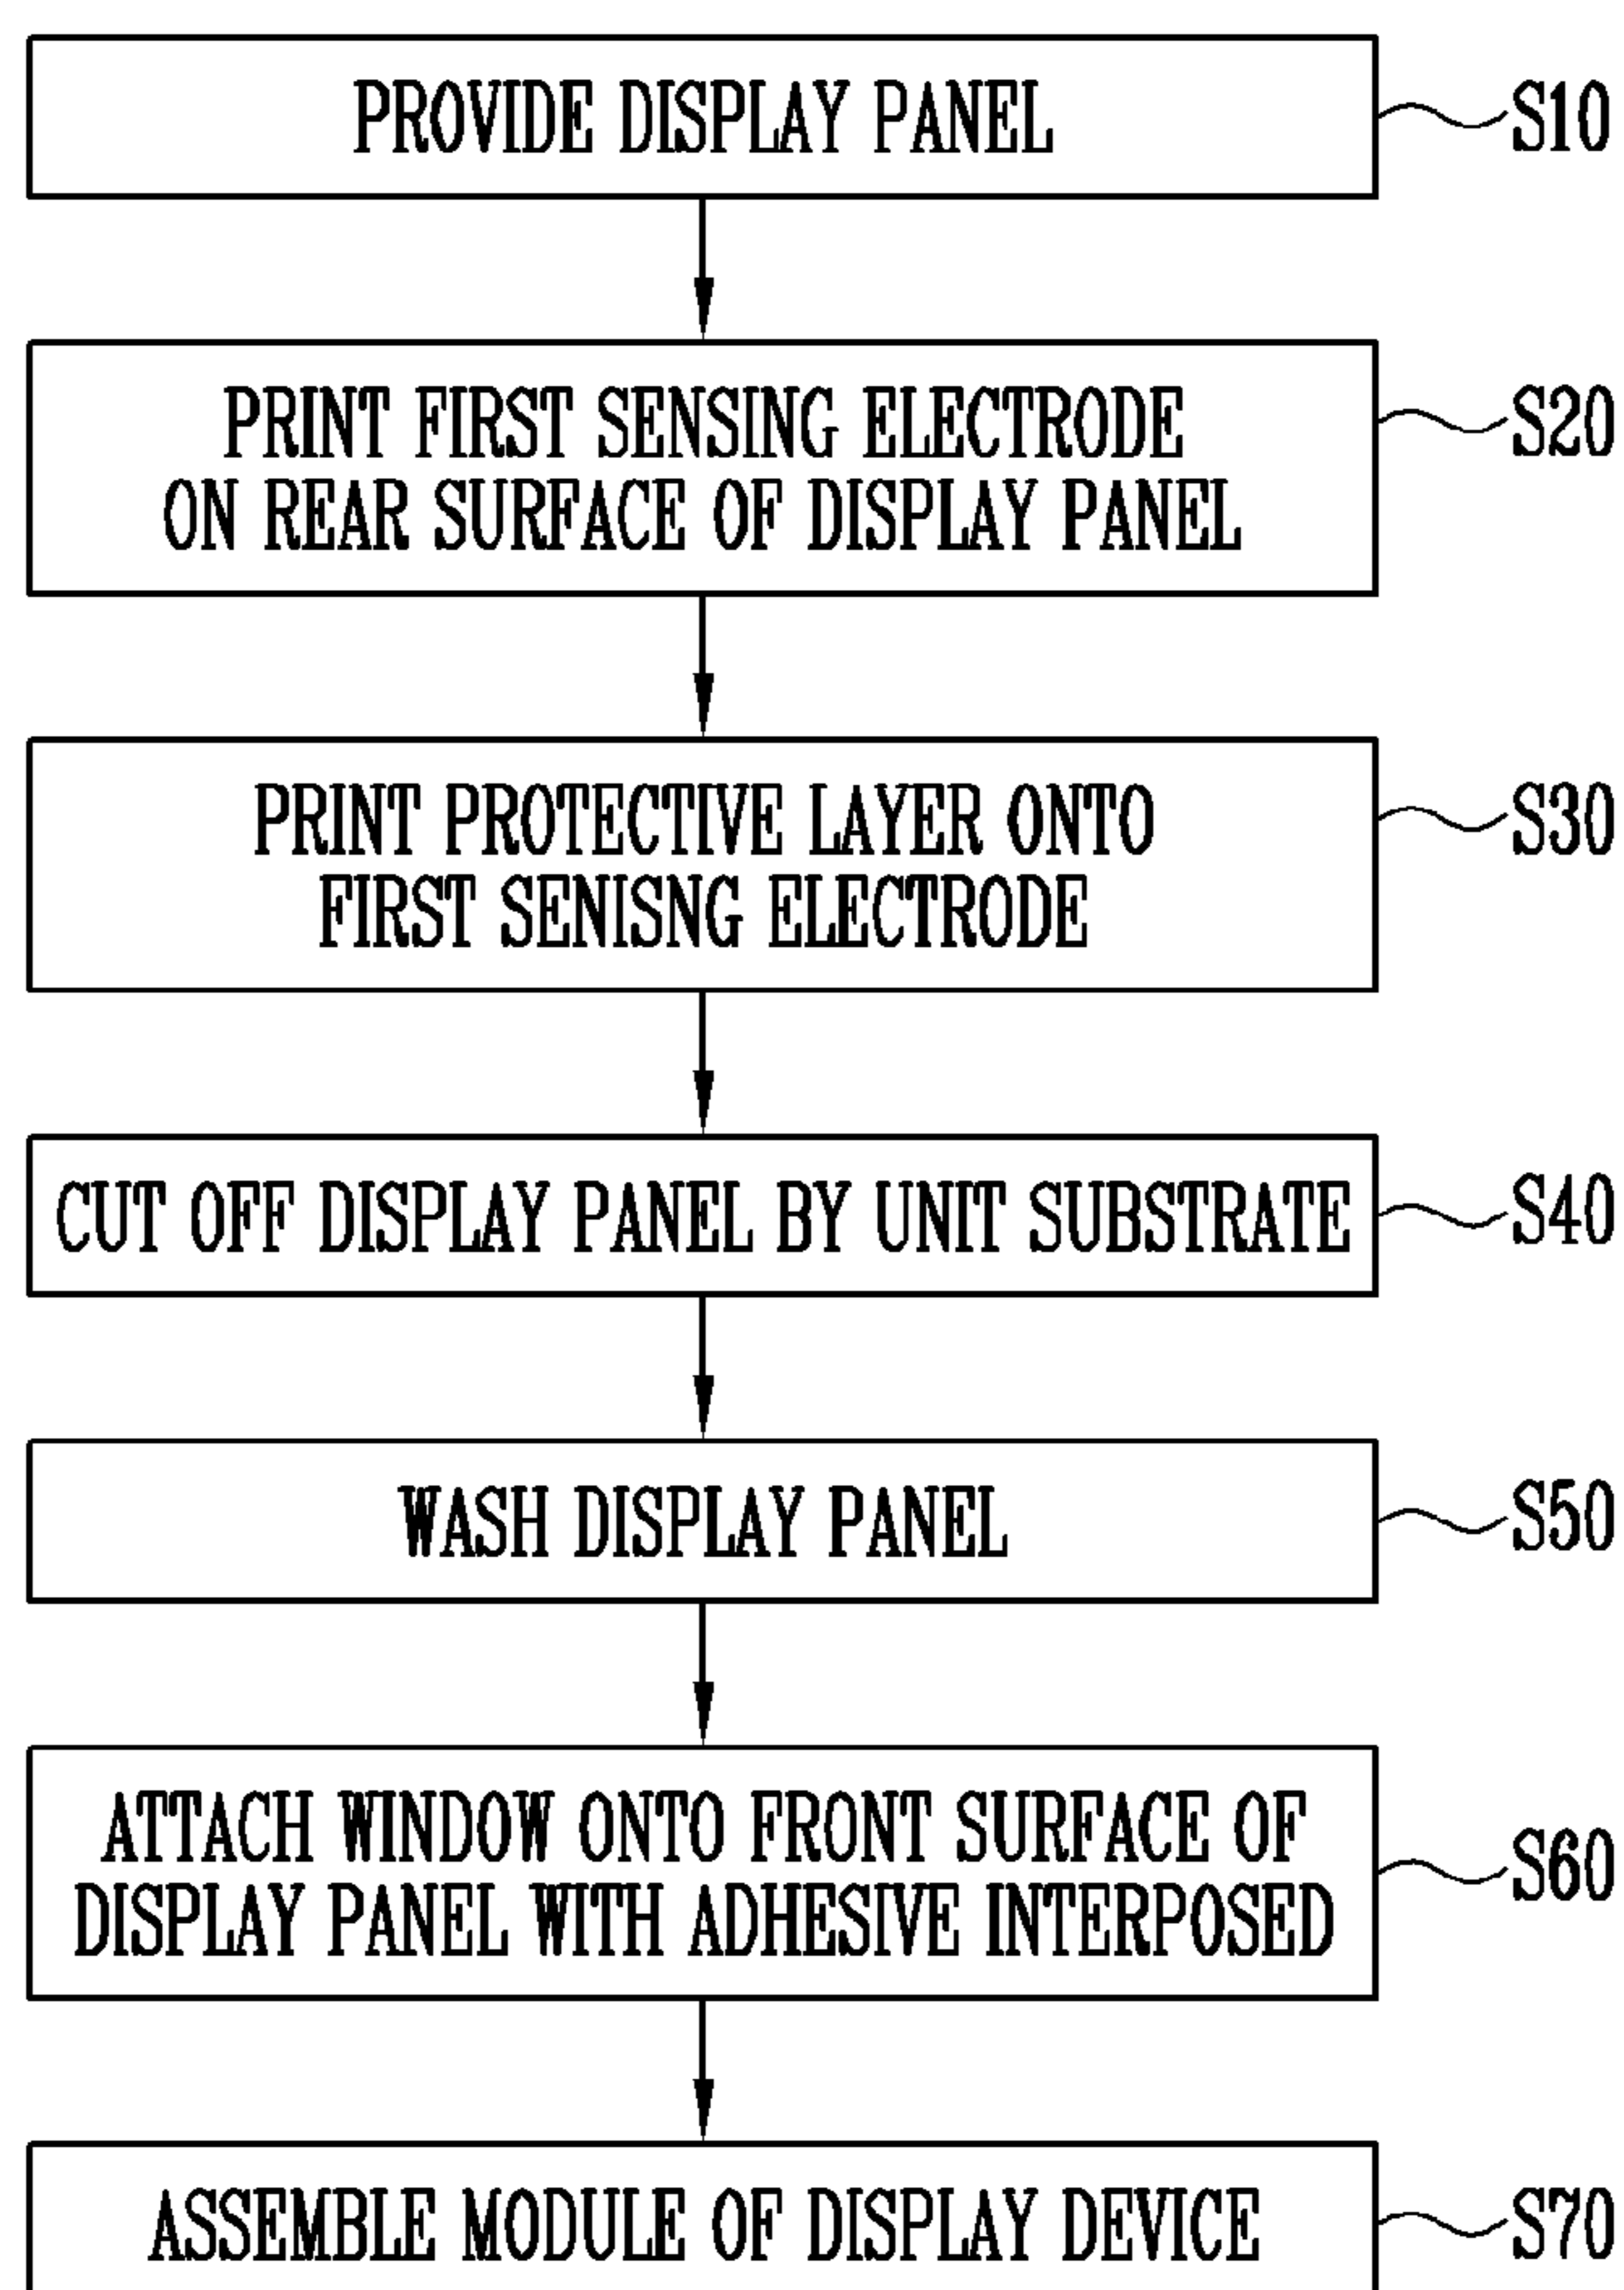 PROVIDE DISPLAY PANEL
S10
PRINT FIRST SENSING ELECTRODE
ON REAR SURFACE OF DISPLAY PANEL
S20
PRINT PROTECTIVE LAYER ONTO
FIRST SENISNG ELECTRODE
S30
CUT OFF DISPLAY PANEL BY UNIT SUBSTRATE
S40
WASH DISPLAY PANEL
S50
ATTACH WINDOW ONTO FRONT SURFACE OF
DISPLAY PANEL WITH ADHESIVE INTERPOSED
S60
ASSEMBLE MODULE OF DISPLAY DEVICE
S70